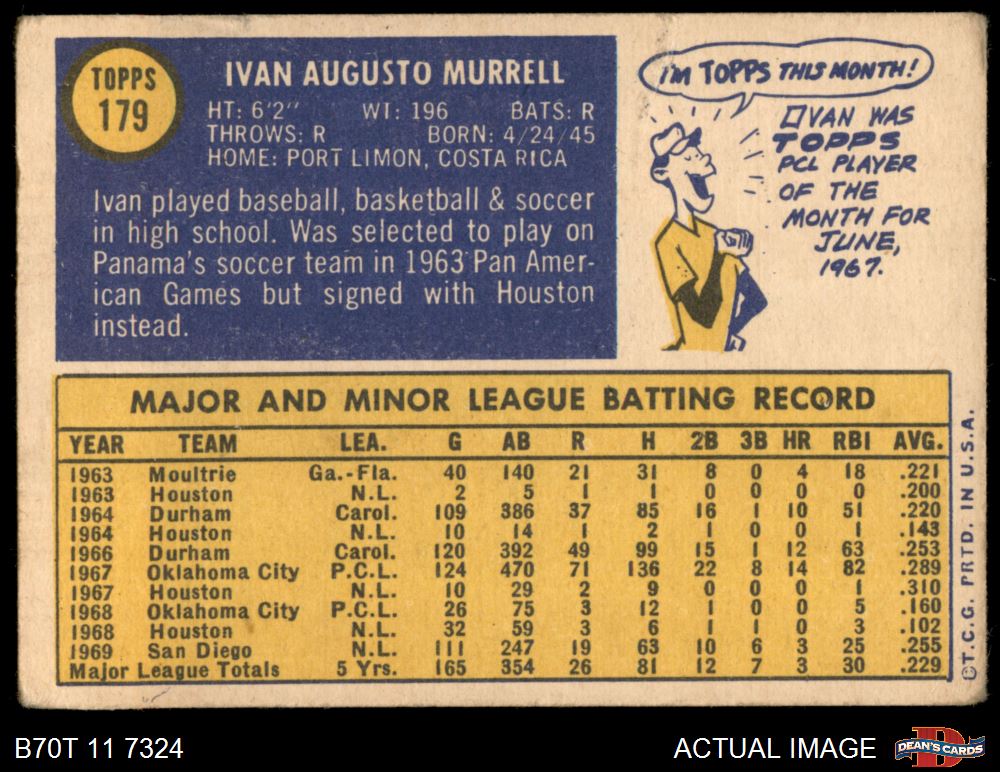 TOPPS
179
IVAN AUGUSTO MURRELL
HT: 6'2" WT: 196 BATS: R
THROWS: R BORN: 4/24/45
HOME: PORT LIMON, COSTA RICA
Ivan played baseball, basketball & soccer
in high school. Was selected to play on
Panama's soccer team in 1963 Pan Amer-
ican Games but signed with Houston
instead.
I'M TOPPS THIS MONTH!
IVAN WAS
TOPPS
PCL PLAYER
OF THE
MONTH FOR
JUNE,
1967.
MAJOR AND MINOR LEAGUE BATTING RECORD
YEAR TEAM LEA. G AB R H 2B 3B HR RBI AVG.
1963 Moultrie Ga.-Fla. 40 140 21 31 8 0 4 18 .221
1963 Houston N.L. 2 5 1 1 0 0 0 0 .200
1964 Durham Carol. 109 386 37 85 16 1 10 51 .220
1964 Houston N.L. 10 14 1 2 1 0 0 1 .143
1966 Durham Carol. 120 392 49 99 15 1 12 63 .253
1967 Oklahoma City P.C.L. 124 470 71 136 22 8 14 82 .289
1967 Houston N.L. 10 29 2 9 0 0 0 1 .310
1968 Oklahoma City P.C.L. 26 75 3 12 1 0 0 5 .160
1968 Houston N.L. 32 59 3 6 1 1 0 3 .102
1969 San Diego N.L. 111 247 19 63 10 6 3 25 .255
Major League Totals 5 Yrs. 165 354 26 81 12 7 3 30 .229
©T.C.G. PRTD. IN U.S.A.
B70T 11 7324
ACTUAL IMAGE
D
DEAN'S CARDS